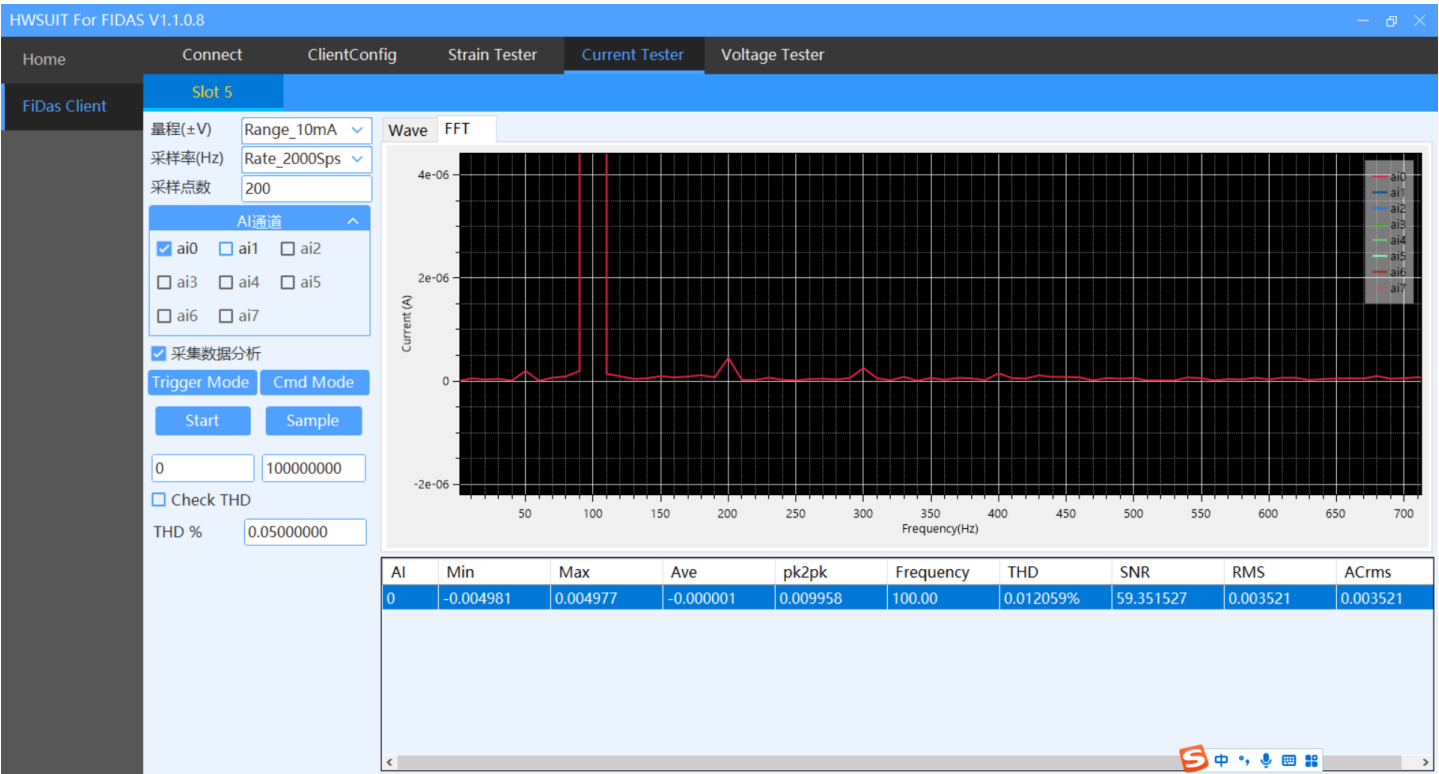 HWSUIT For FIDAS V1.1.0.8
Home
Connect ClientConfig Strain Tester Current Tester Voltage Tester
FiDas Client
Slot 5
量程(±V) Range_10mA
采样率(Hz) Rate_2000Sps
采样点数 200
AI通道
ai0 ai1 ai2
ai3 ai4 ai5
ai6 ai7
采集数据分析
Trigger Mode Cmd Mode
Start Sample
0 100000000
Check THD
THD % 0.05000000
Wave FFT
4e-06
2e-06
0
-2e-06
Current (A)
50 100 150 200 250 300 350 400 450 500 550 600 650 700
Frequency(Hz)
ai0
ai1
ai2
ai3
ai4
ai5
ai6
ai7
AI Min Max Ave pk2pk Frequency THD SNR RMS ACrms
0 -0.004981 0.004977 -0.000001 0.009958 100.00 0.012059% 59.351527 0.003521 0.003521
S 中